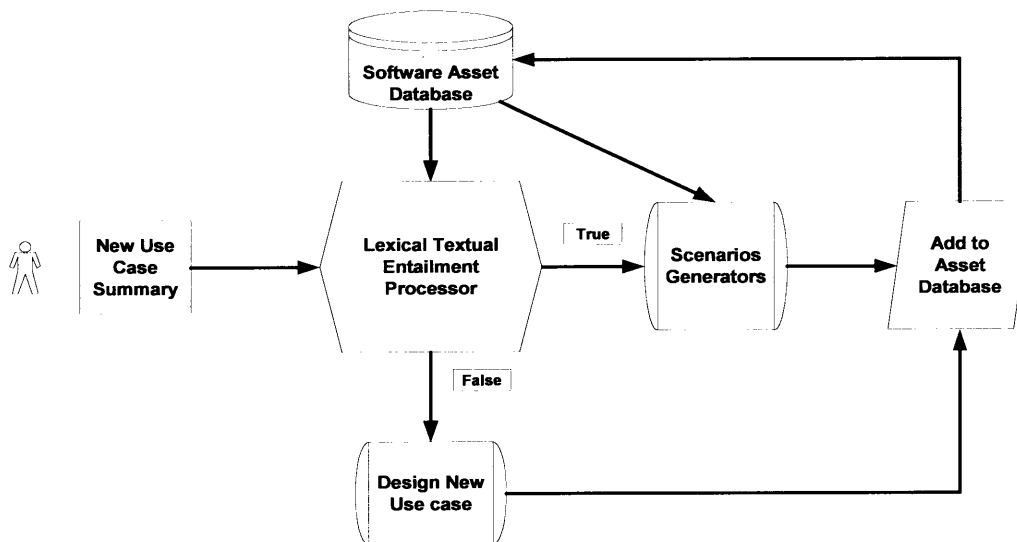 Software Asset
Database
New Use
Case
Summary
Lexical Textual
Entailment
Processor
True
Scenarios
Generators
Add to
Asset
Database
False
Design New
Use case